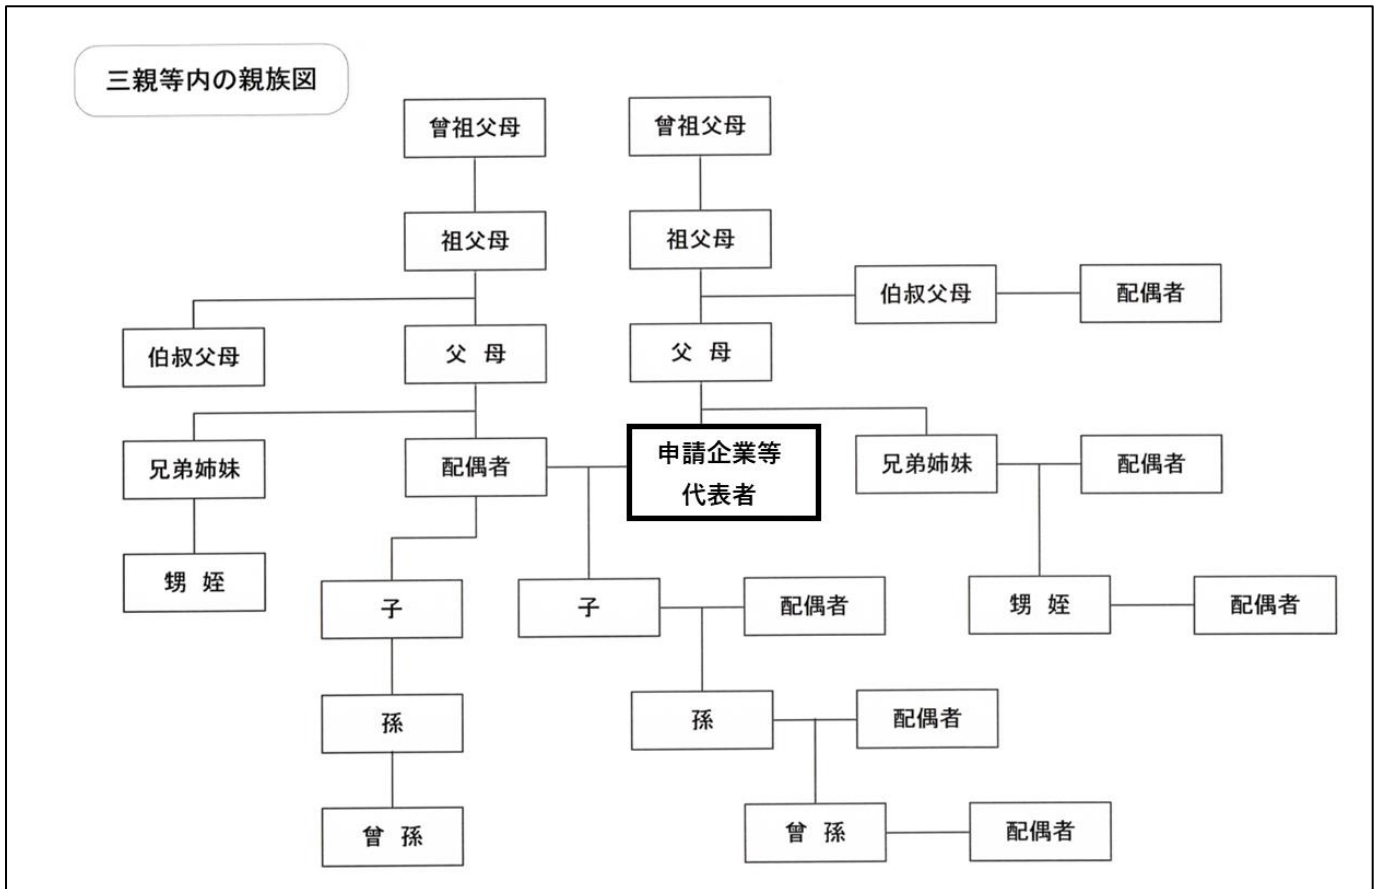 三親等内の親族図
曾祖父母
曾祖父母
祖父母
祖父母
伯叔父母
配偶者
伯叔父母
父 母
父 母
兄弟姉妹
配偶者
申請企業等
代表者
兄弟姉妹
配偶者
甥 姪
子
子
配偶者
甥 姪
配偶者
孫
孫
配偶者
曾 孫
曾 孫
配偶者